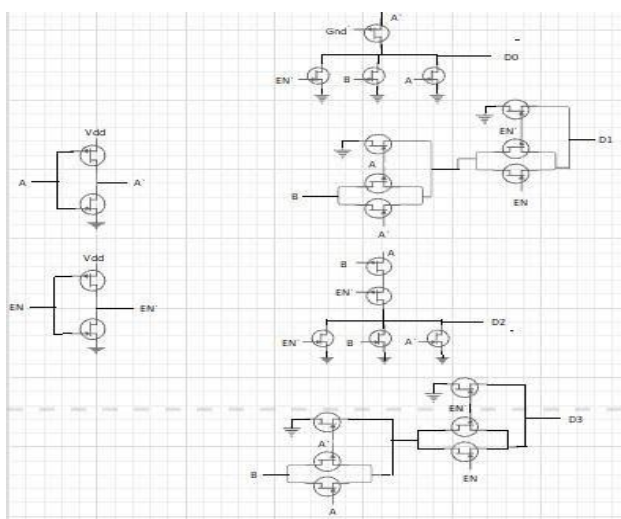 A`
Gnd`
D0
EN` B A
EN`
D1
Vdd
A A`
A
B
EN
A`
Vdd
A
B
EN EN`
EN`
D2
EN` B A`
EN`
D3
A`
B
EN
A